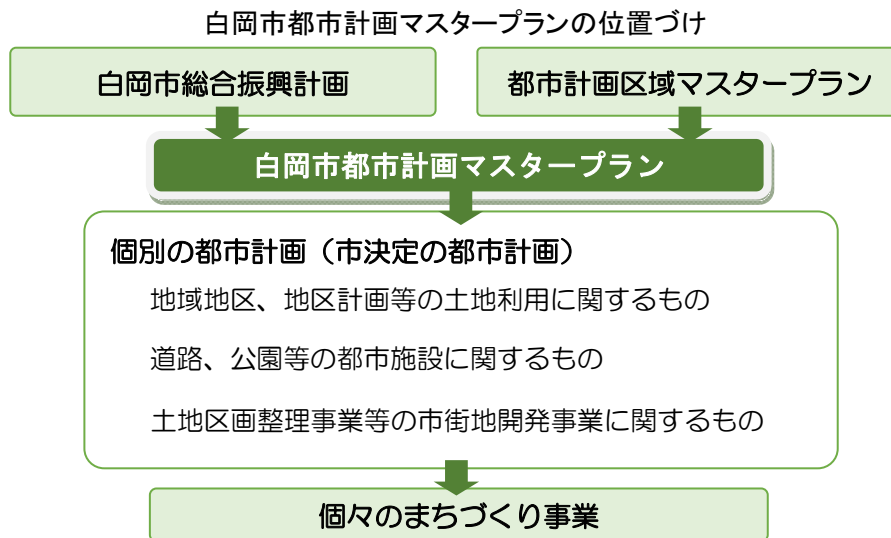 白岡市都市計画マスタープランの位置づけ
白岡市総合振興計画
都市計画区域マスタープラン
白岡市都市計画マスタープラン
個別の都市計画（市決定の都市計画）
地域地区、地区計画等の土地利用に関するもの
道路、公園等の都市施設に関するもの
土地区画整理事業等の市街地開発事業に関するもの
個々のまちづくり事業